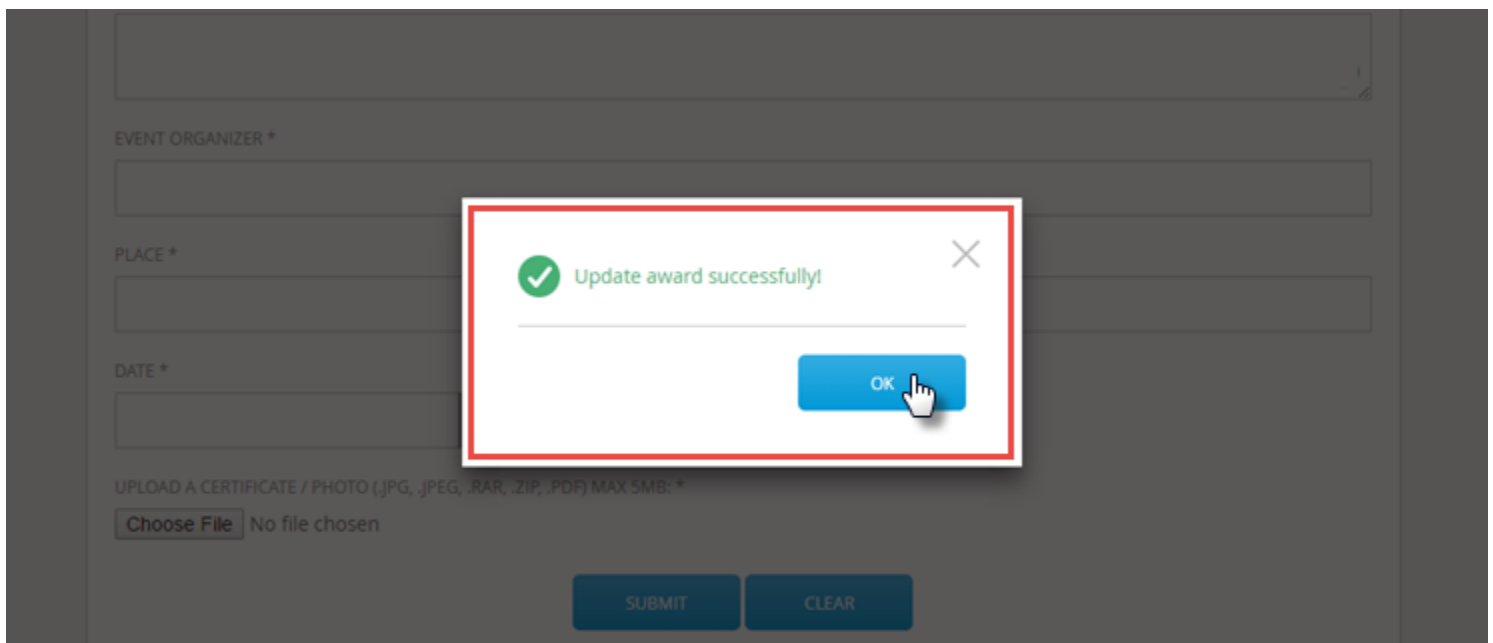 EVENT ORGANIZER *
PLACE *
Update award successfully!
OK
DATE *
UPLOAD A CERTIFICATE / PHOTO (.JPG, .JPEG, .RAR, .ZIP, .PDF) MAX 5MB: *
Choose File No file chosen
SUBMIT CLEAR